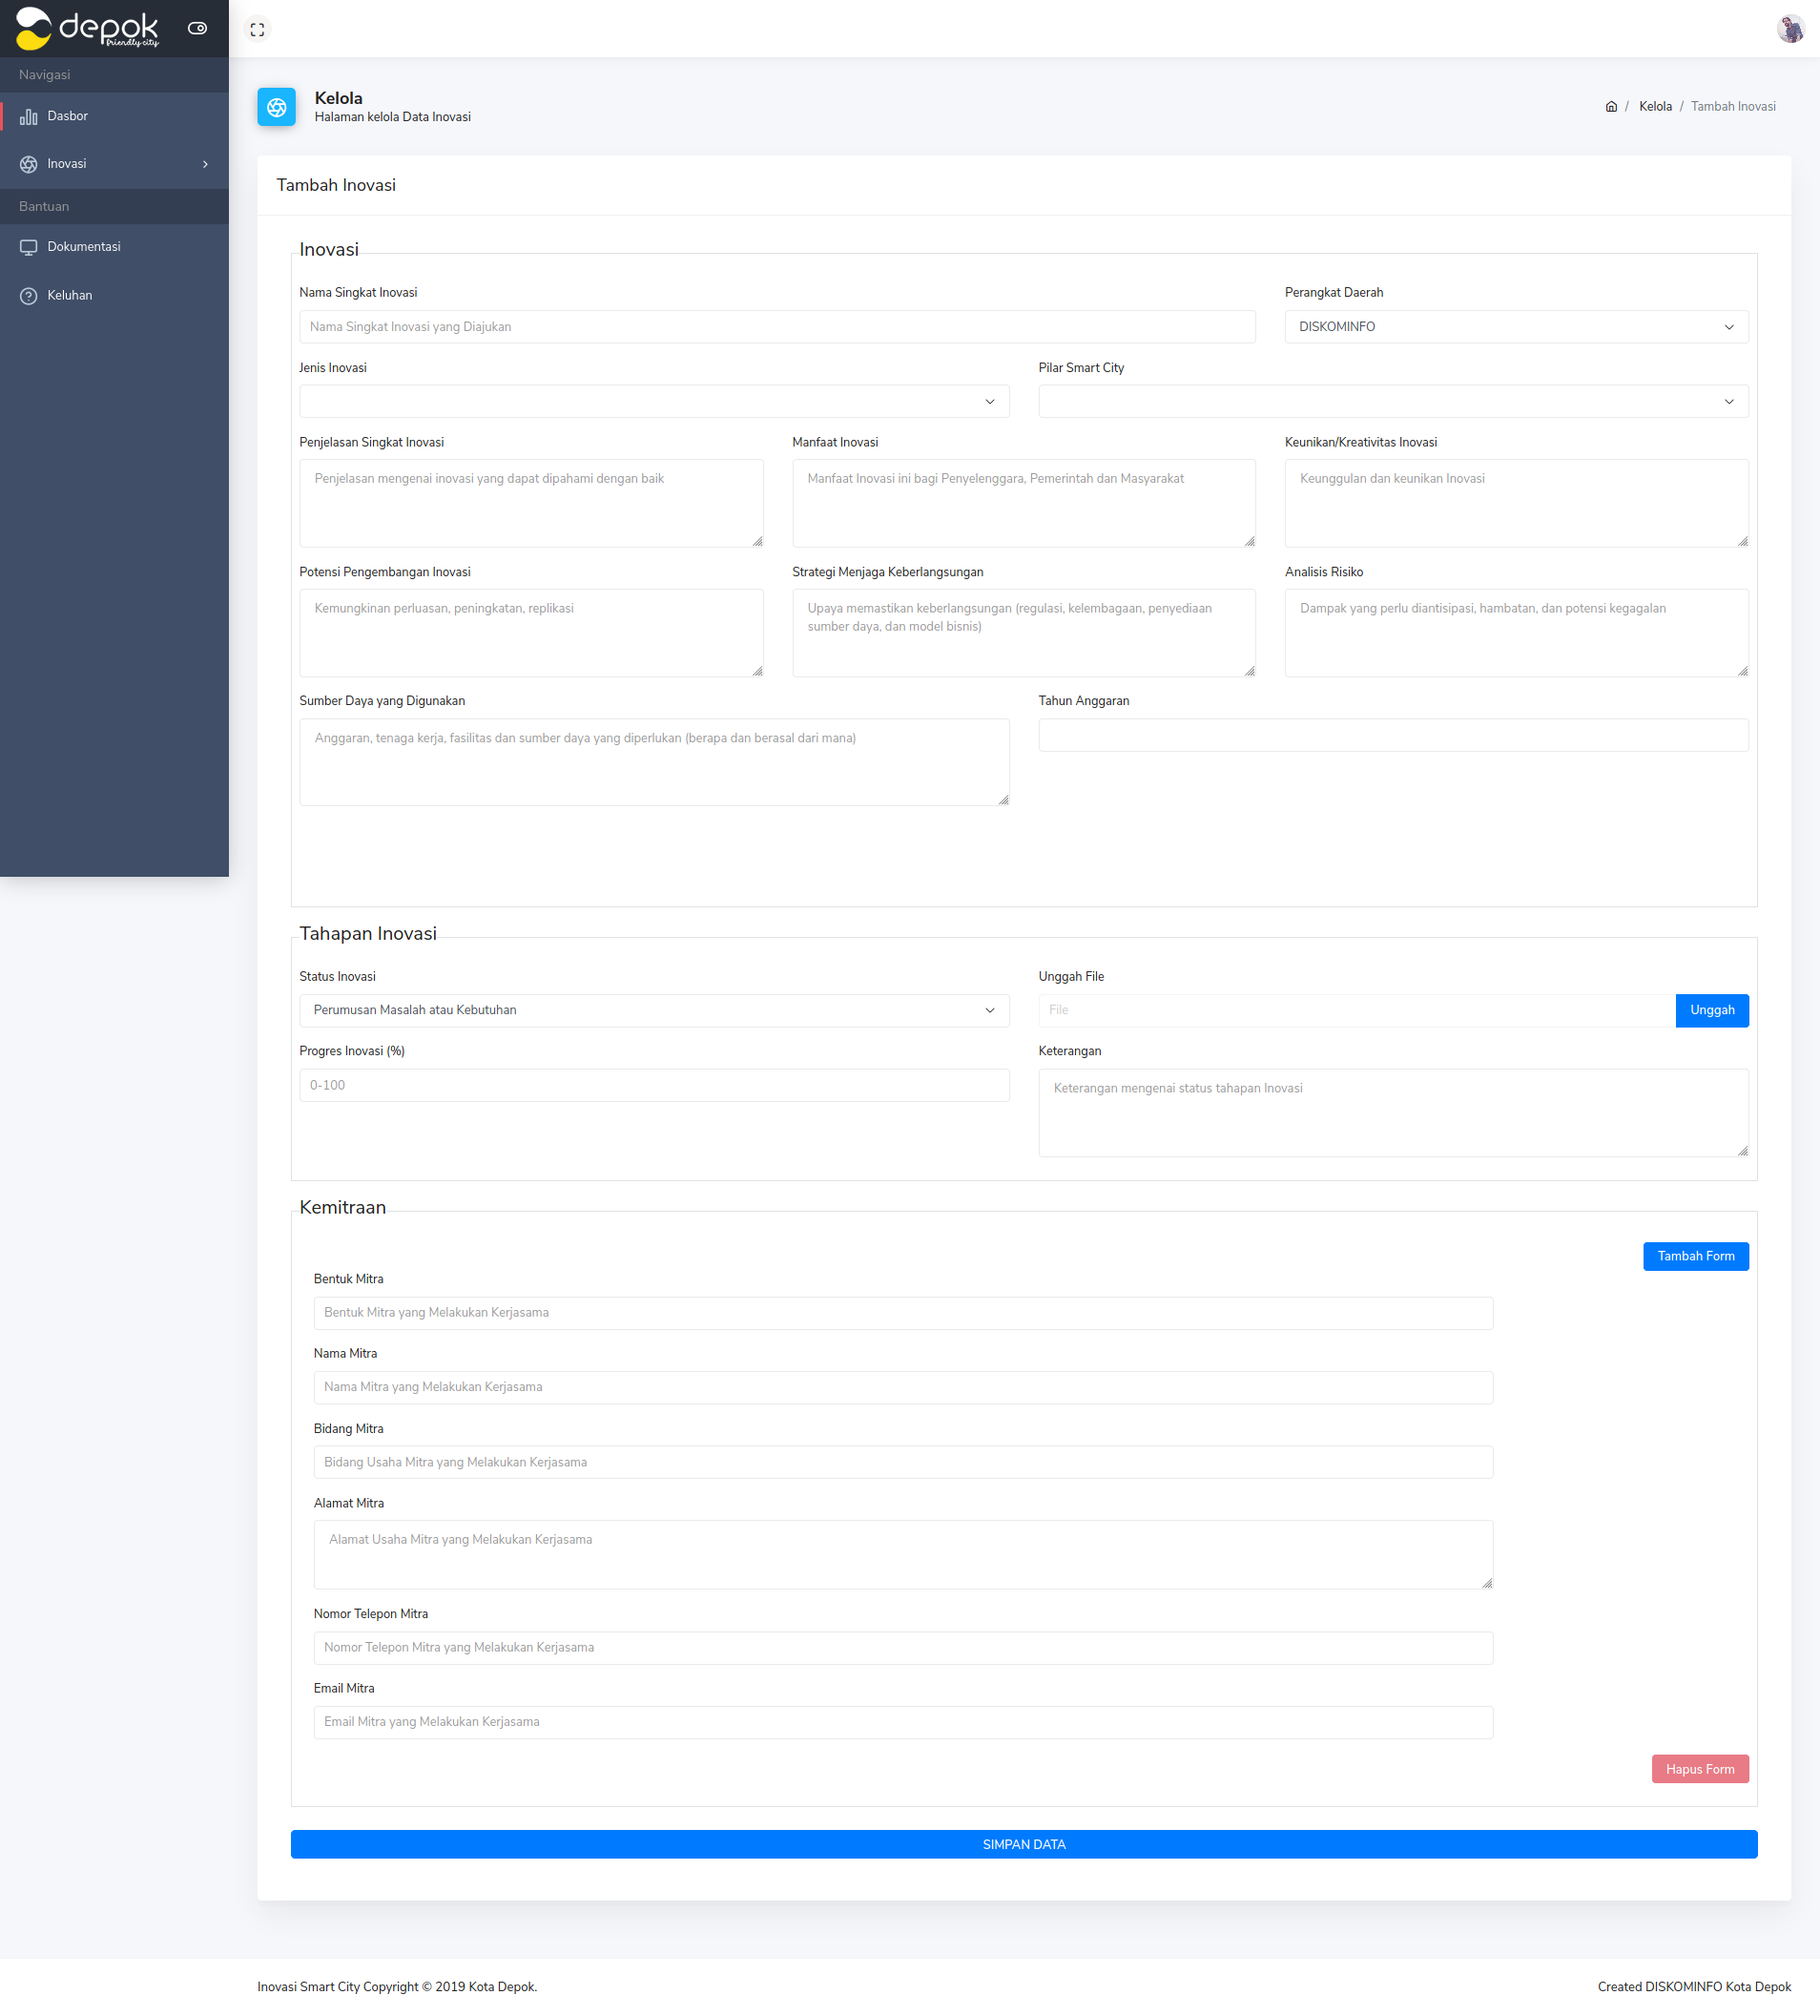 depok
friendly city
Navigasi
Dasbor
Inovasi
Bantuan
Dokumentasi
Keluhan
Kelola
Halaman kelola Data Inovasi
/ Kelola / Tambah Inovasi
Tambah Inovasi
Inovasi
Nama Singkat Inovasi
Perangkat Daerah
Nama Singkat Inovasi yang Diajukan
DISKOMINFO
Jenis Inovasi
Pilar Smart City
Penjelasan Singkat Inovasi
Manfaat Inovasi
Keunikan/Kreativitas Inovasi
Penjelasan mengenai inovasi yang dapat dipahami dengan baik
Manfaat Inovasi ini bagi Penyelenggara, Pemerintah dan Masyarakat
Keunggulan dan keunikan Inovasi
Potensi Pengembangan Inovasi
Strategi Menjaga Keberlangsungan
Analisis Risiko
Kemungkinan perluasan, peningkatan, replikasi
Upaya memastikan keberlangsungan (regulasi, kelembagaan, penyediaan
sumber daya, dan model bisnis)
Dampak yang perlu diantisipasi, hambatan, dan potensi kegagalan
Sumber Daya yang Digunakan
Tahun Anggaran
Anggaran, tenaga kerja, fasilitas dan sumber daya yang diperlukan (berapa dan berasal dari mana)
Tahapan Inovasi
Status Inovasi
Unggah File
Perumusan Masalah atau Kebutuhan
File
Unggah
Progres Inovasi (%)
Keterangan
0-100
Keterangan mengenai status tahapan Inovasi
Kemitraan
Tambah Form
Bentuk Mitra
Bentuk Mitra yang Melakukan Kerjasama
Nama Mitra
Nama Mitra yang Melakukan Kerjasama
Bidang Mitra
Bidang Usaha Mitra yang Melakukan Kerjasama
Alamat Mitra
Alamat Usaha Mitra yang Melakukan Kerjasama
Nomor Telepon Mitra
Nomor Telepon Mitra yang Melakukan Kerjasama
Email Mitra
Email Mitra yang Melakukan Kerjasama
Hapus Form
SIMPAN DATA
Inovasi Smart City Copyright © 2019 Kota Depok.
Created DISKOMINFO Kota Depok